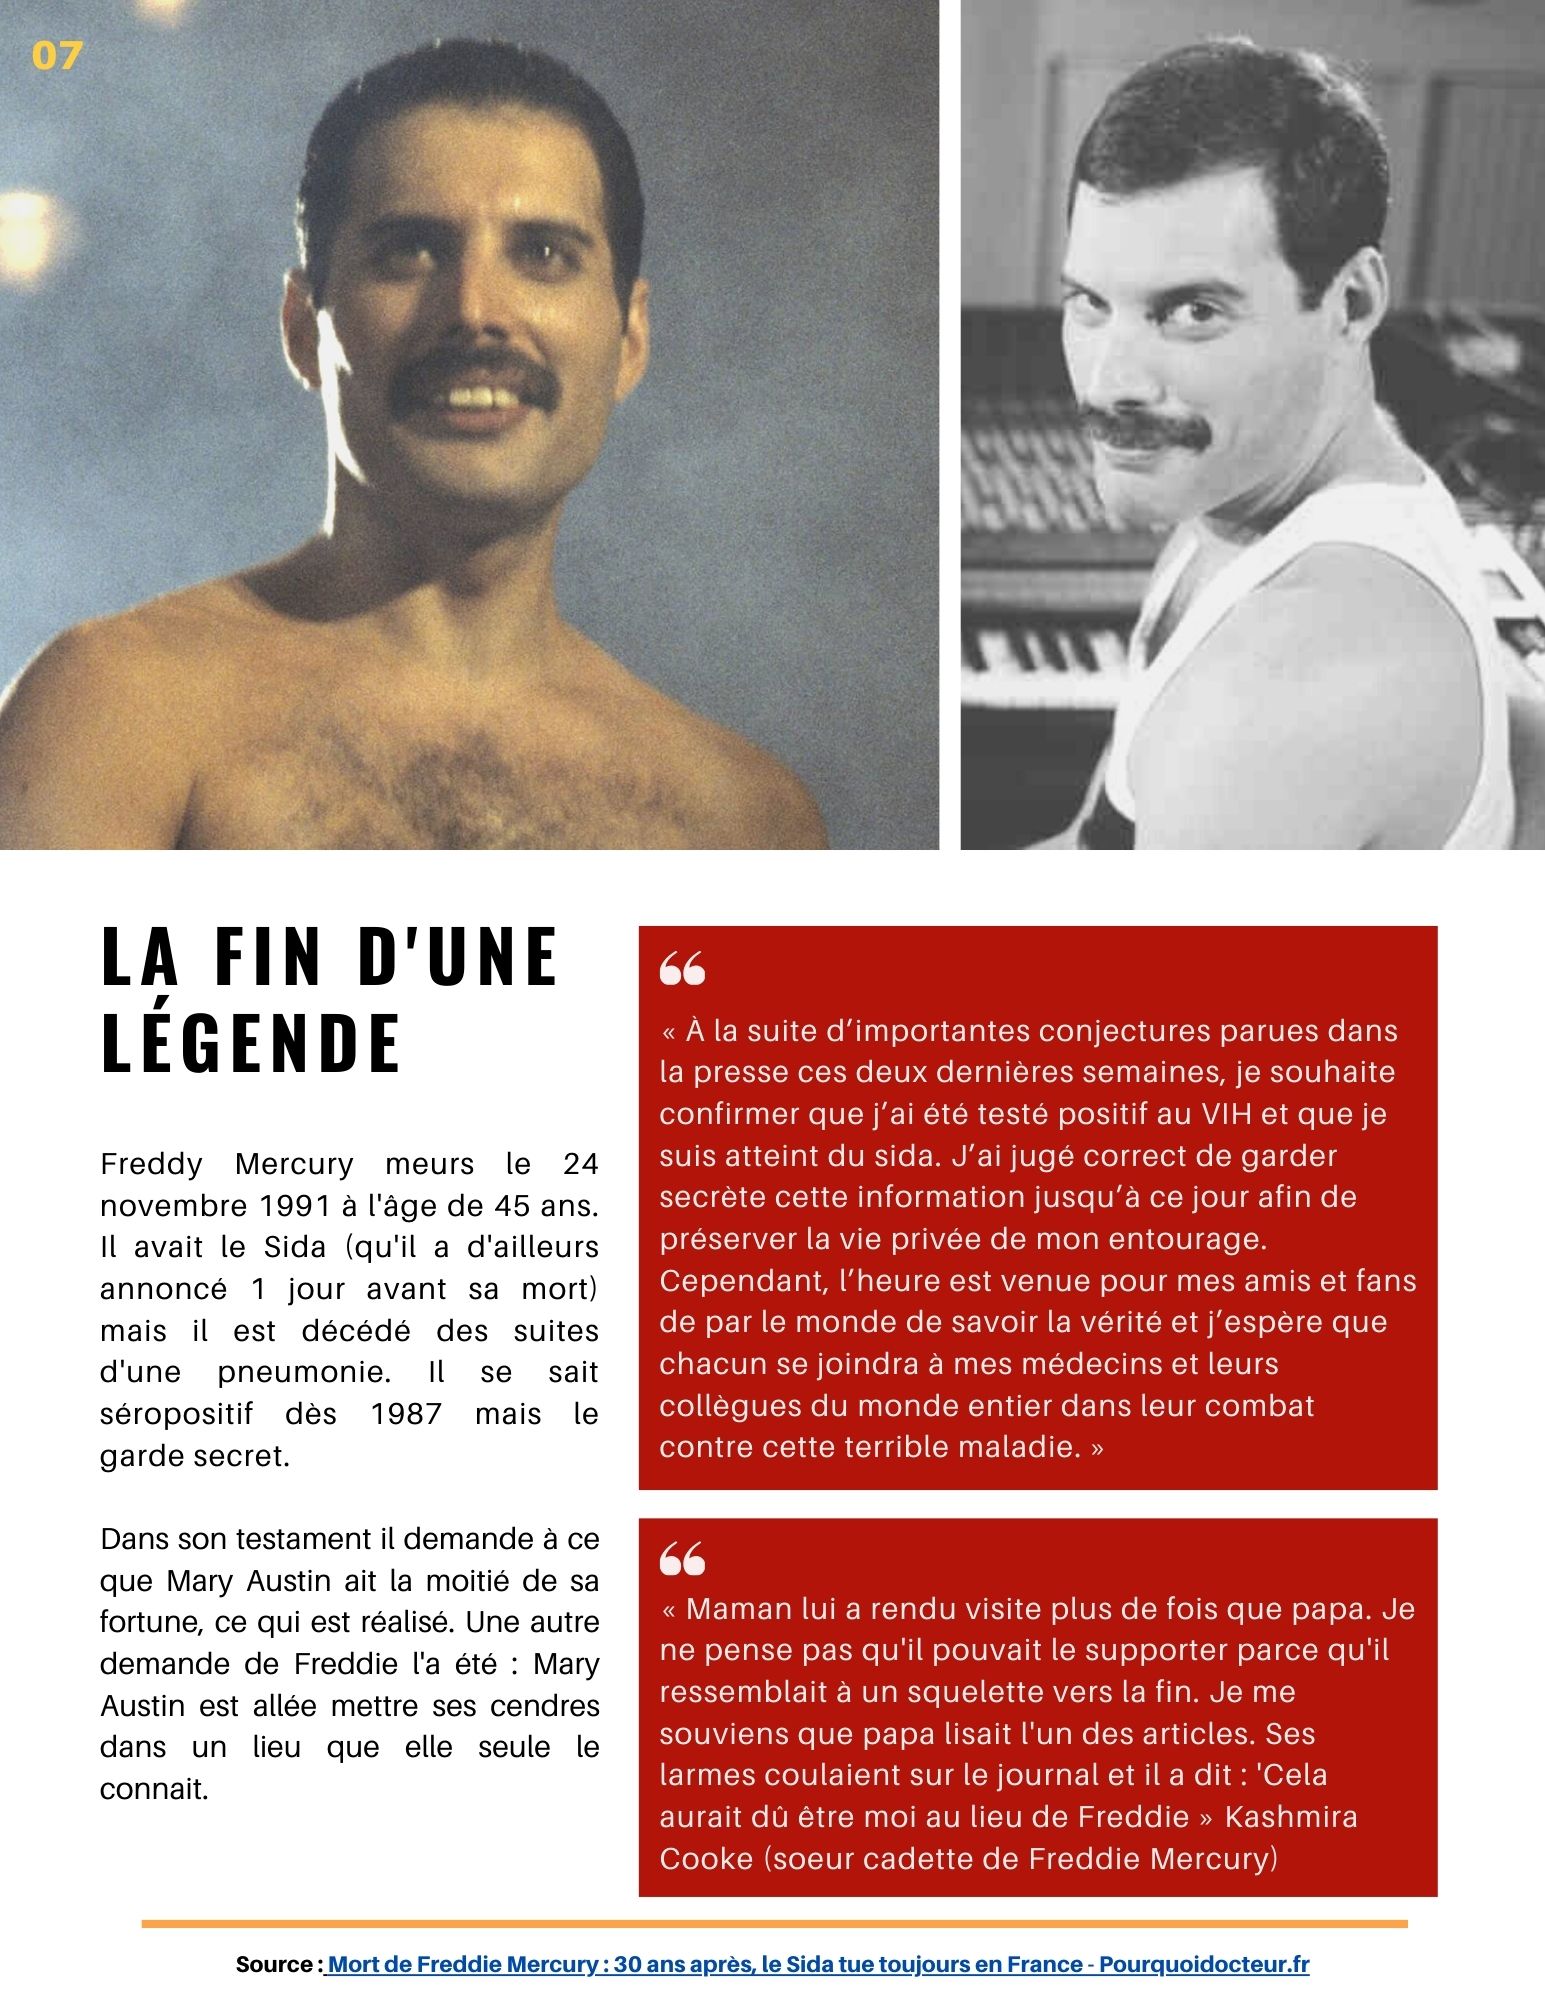 07
LA FIN D'UNE
LÉGENDE
Freddy Mercury meurs le 24
novembre 1991 à l'âge de 45 ans.
Il avait le Sida (qu'il a d'ailleurs
annoncé 1 jour avant sa mort)
mais il est décédé des suites
d'une pneumonie. Il se sait
séropositif dès 1987 mais le
garde secret.
Dans son testament il demande à ce
que Mary Austin ait la moitié de sa
fortune, ce qui est réalisé. Une autre
demande de Freddie l'a été : Mary
Austin est allée mettre ses cendres
dans un lieu que elle seule le
connait.
“
« À la suite d’importantes conjectures parues dans
la presse ces deux dernières semaines, je souhaite
confirmer que j’ai été testé positif au VIH et que je
suis atteint du sida. J’ai jugé correct de garder
secrète cette information jusqu’à ce jour afin de
préserver la vie privée de mon entourage.
Cependant, l’heure est venue pour mes amis et fans
de par le monde de savoir la vérité et j’espère que
chacun se joindra à mes médecins et leurs
collègues du monde entier dans leur combat
contre cette terrible maladie. »
“
« Maman lui a rendu visite plus de fois que papa. Je
ne pense pas qu'il pouvait le supporter parce qu'il
ressemblait à un squelette vers la fin. Je me
souviens que papa lisait l'un des articles. Ses
larmes coulaient sur le journal et il a dit : 'Cela
aurait dû être moi au lieu de Freddie » Kashmira
Cooke (soeur cadette de Freddie Mercury)
Source : Mort de Freddie Mercury : 30 ans après, le Sida tue toujours en France - Pourquoidocteur.fr